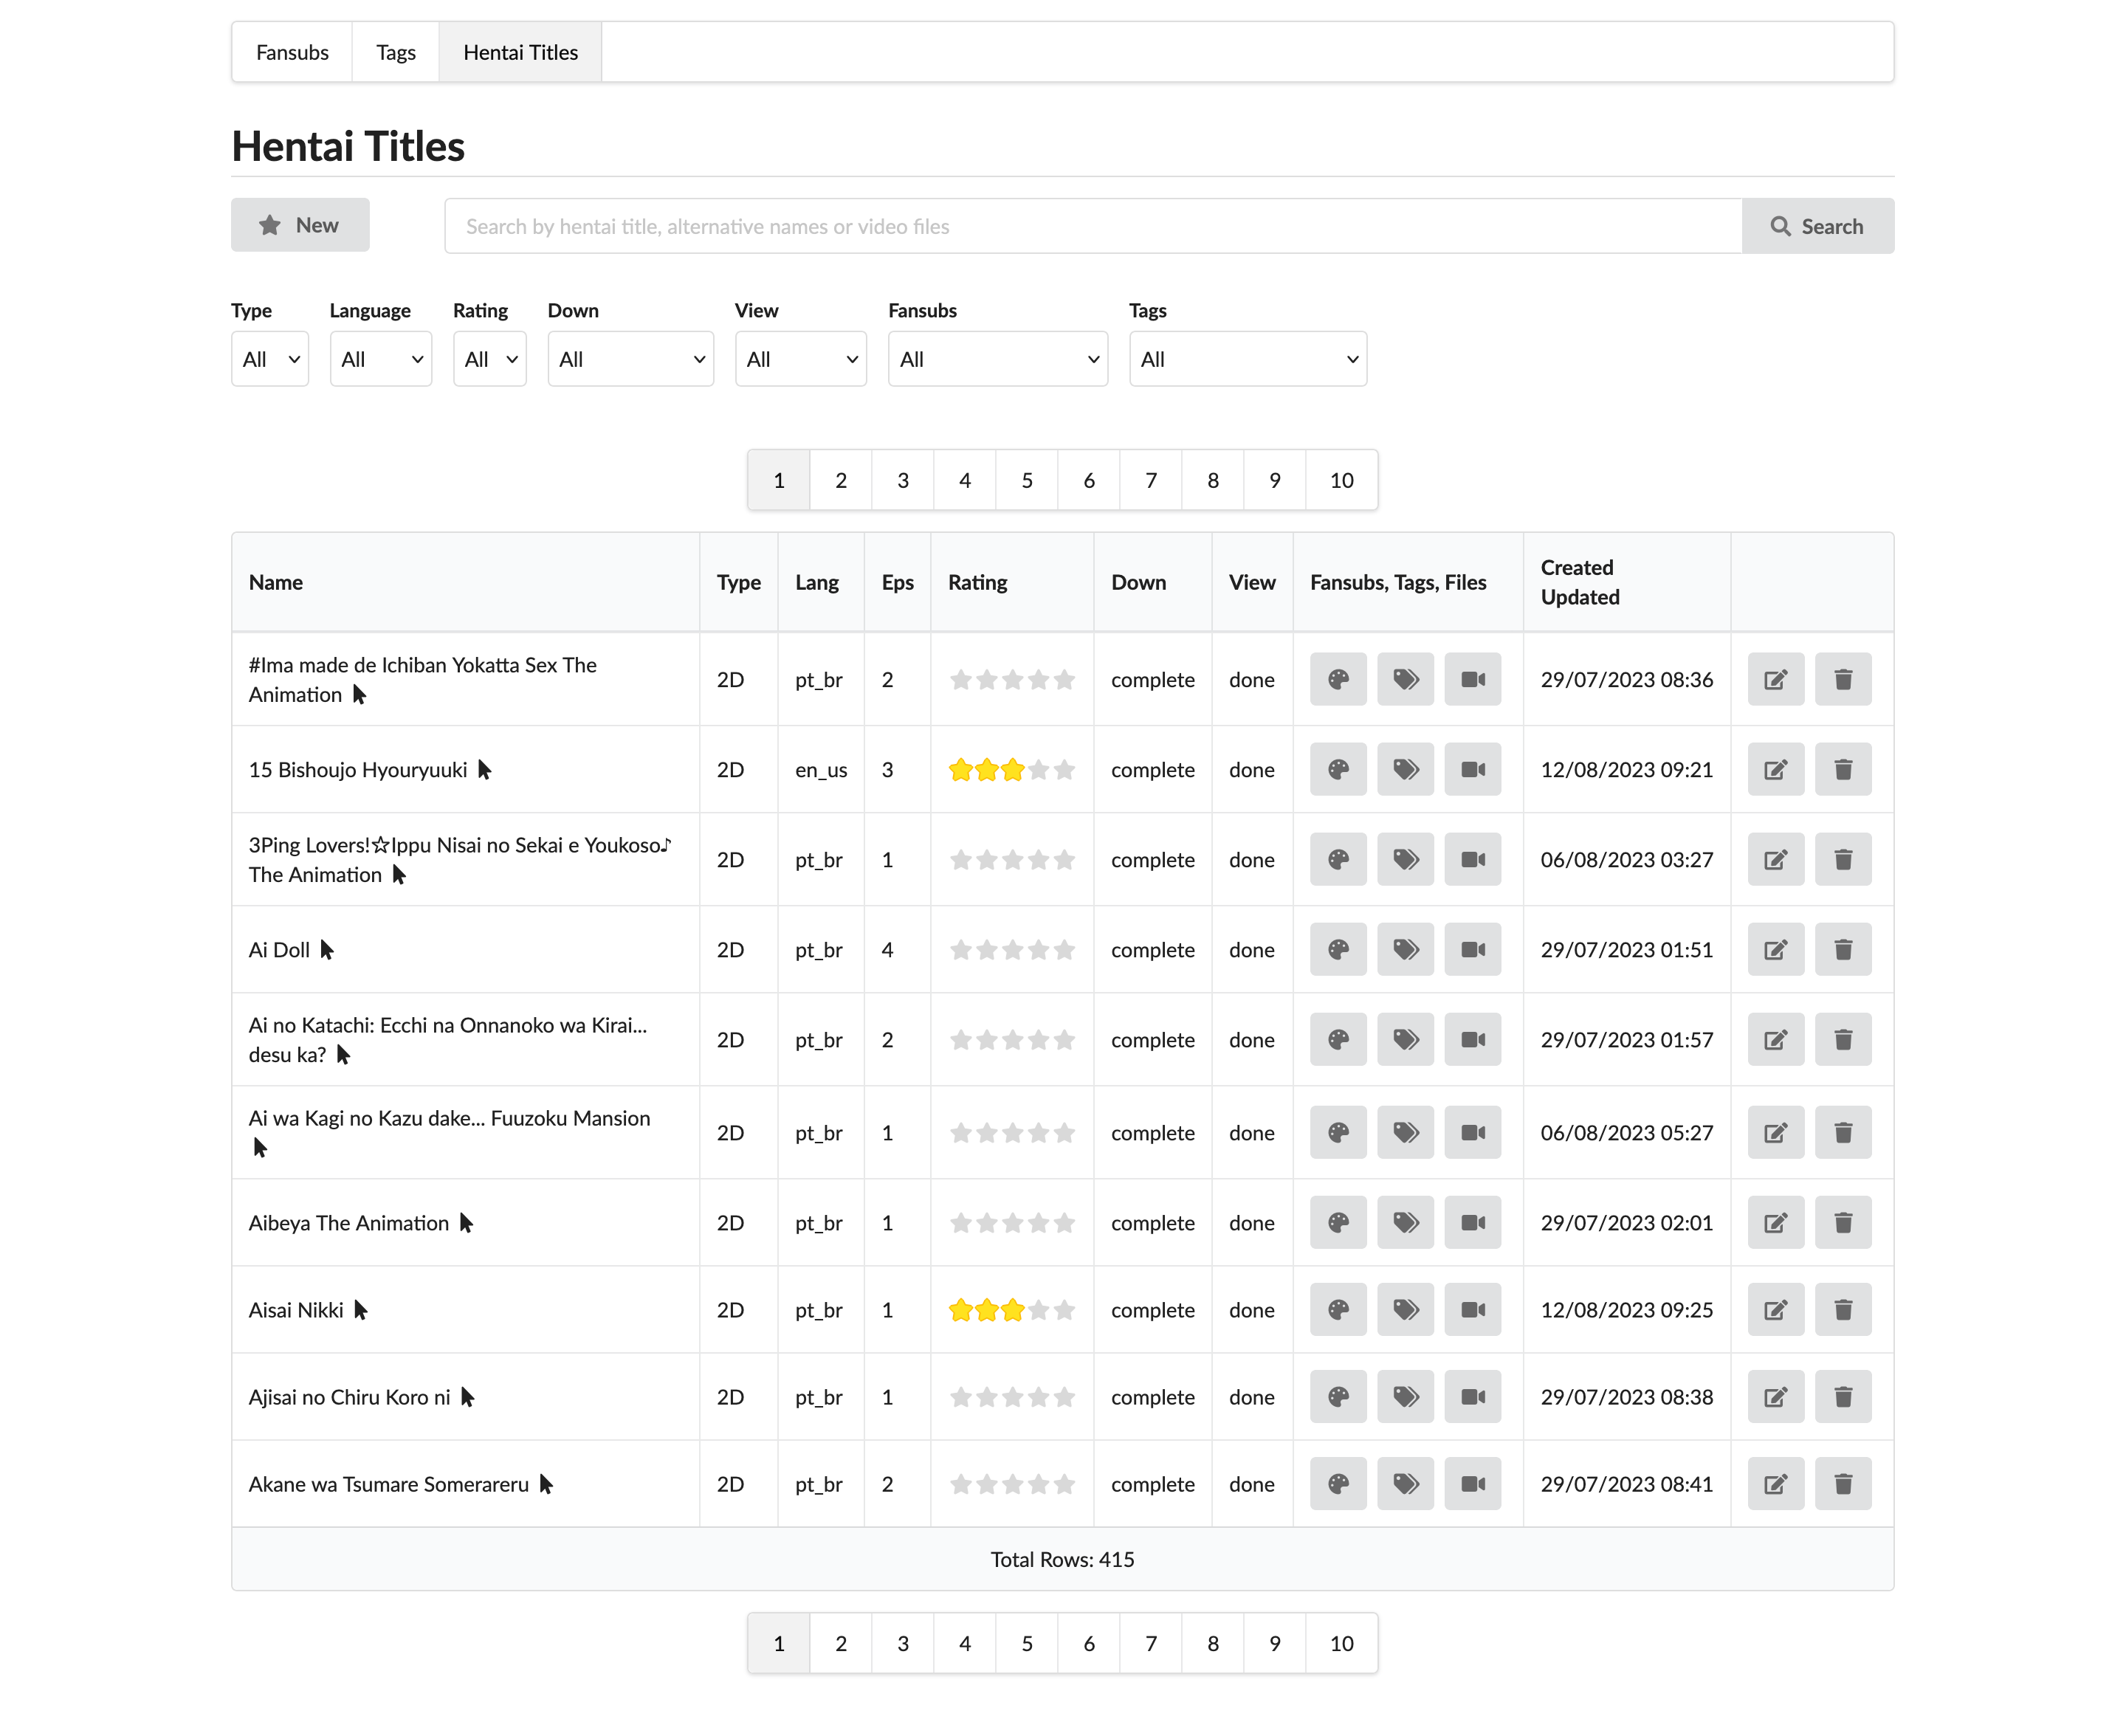 Fansubs Tags Hentai Titles
Hentai Titles
New Search by hentai title, alternative names or video files Search
Type Language Rating Down View Fansubs Tags
All All All All All All All
1 2 3 4 5 6 7 8 9 10
Name Type Lang Eps Rating Down View Fansubs, Tags, Files Created
Updated
#Ima made de Ichiban Yokatta Sex The
Animation 2D pt_br 2 complete done 29/07/2023 08:36
15 Bishoujo Hyouryuuki 2D en_us 3 complete done 12/08/2023 09:21
3Ping Lovers!☆Ippu Nisai no Sekai e Youkoso♪
The Animation 2D pt_br 1 complete done 06/08/2023 03:27
Ai Doll 2D pt_br 4 complete done 29/07/2023 01:51
Ai no Katachi: Ecchi na Onnanoko wa Kirai...
desu ka? 2D pt_br 2 complete done 29/07/2023 01:57
Ai wa Kagi no Kazu dake... Fuuzoku Mansion 2D pt_br 1 complete done 06/08/2023 05:27
Aibeya The Animation 2D pt_br 1 complete done 29/07/2023 02:01
Aisai Nikki 2D pt_br 1 complete done 12/08/2023 09:25
Ajisai no Chiru Koro ni 2D pt_br 1 complete done 29/07/2023 08:38
Akane wa Tsumare Somerareru 2D pt_br 2 complete done 29/07/2023 08:41
Total Rows: 415
1 2 3 4 5 6 7 8 9 10